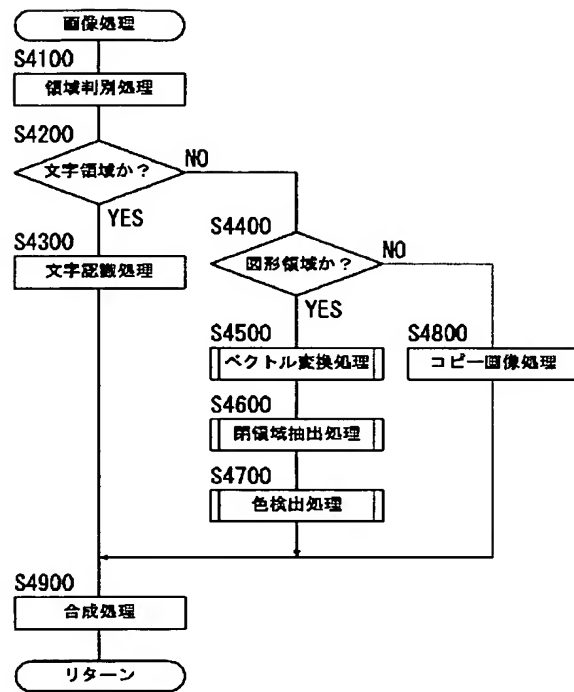 画像処理
S4100
領域判別処理
S4200
文字領域か？
NO
YES
S4300
文字認識処理
S4400
図形領域か？
NO
YES
S4500
ベクトル変換処理
S4800
コピー画像処理
S4600
閉領域抽出処理
S4700
色検出処理
S4900
合成処理
リターン